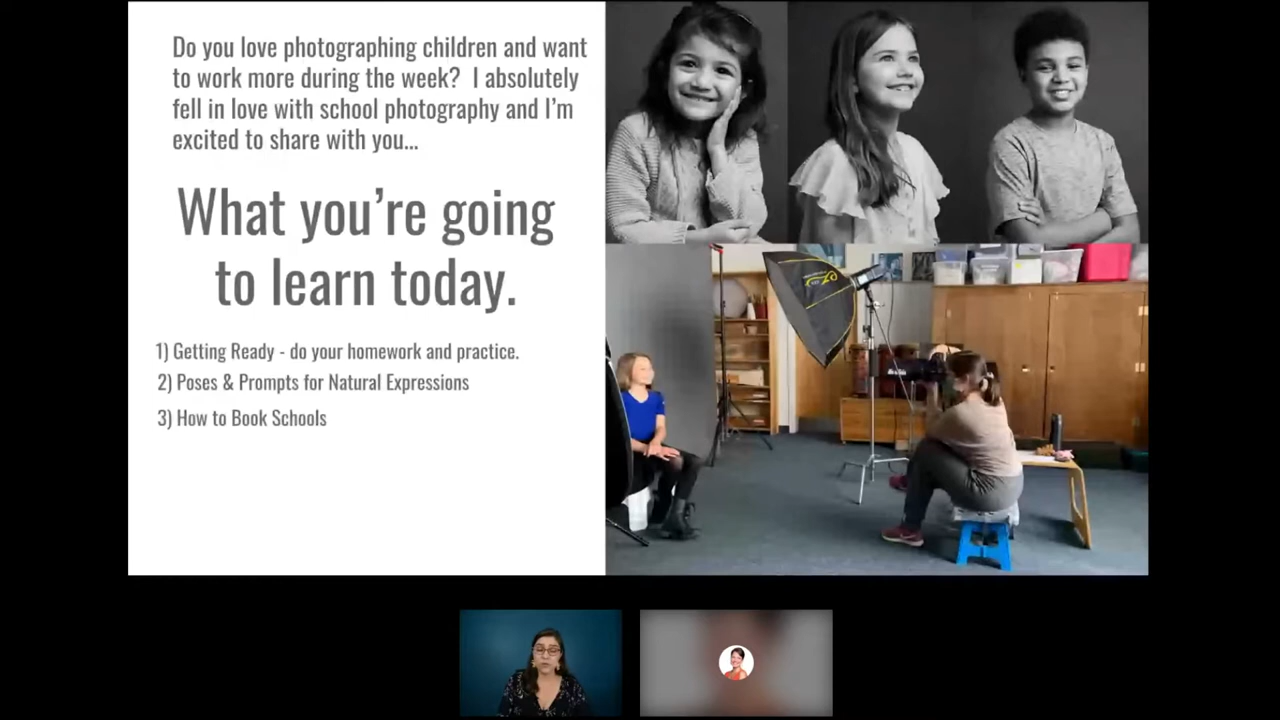 Do you love photographing children and want
to work more during the week? I absolutely
fell in love with school photography and I'm
excited to share with you...
What you're going
to learn today.
1) Getting Ready - do your homework and practice.
2) Poses & Prompts for Natural Expressions
3) How to Book Schools